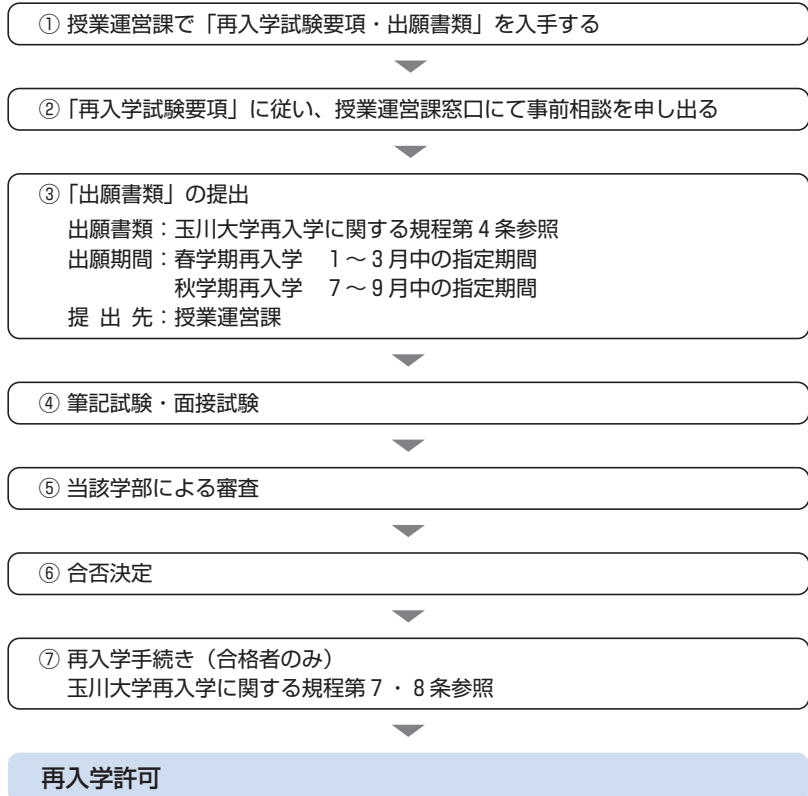 ① 授業運営課で「再入学試験要項・出願書類」を入手する
②「再入学試験要項」に従い、授業運営課窓口にて事前相談を申し出る
③「出願書類」の提出
出願書類：玉川大学再入学に関する規程第4条参照
出願期間：春学期再入学　1～3月中の指定期間
秋学期再入学　7～9月中の指定期間
提 出 先：授業運営課
④ 筆記試験・面接試験
⑤ 当該学部による審査
⑥ 合否決定
⑦ 再入学手続き（合格者のみ）
玉川大学再入学に関する規程第7・8条参照
再入学許可